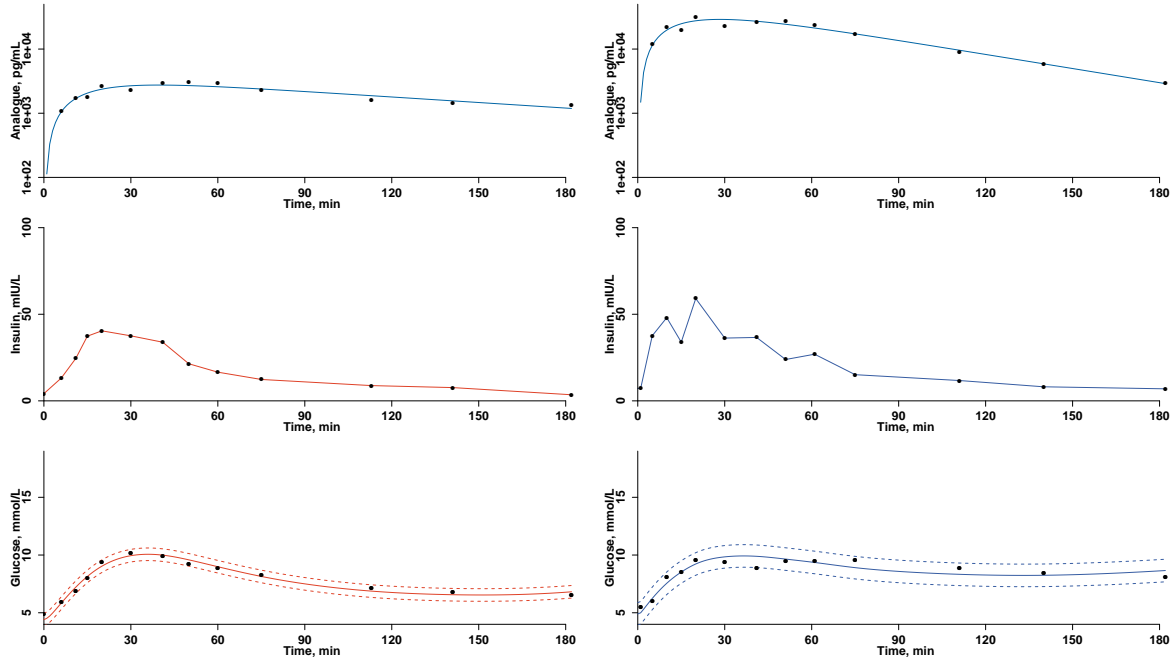 Analogue, pg/mL
1e+04
1e+03
1e+02
0 30 60 90 120 150 180
Time, min
Analogue, pg/mL
1e+04
1e+03
1e+02
0 30 60 90 120 150 180
Time, min
Insulin, mIU/L
100
50
0
0 30 60 90 120 150 180
Time, min
Insulin, mIU/L
100
50
0
0 30 60 90 120 150 180
Time, min
Glucose, mmol/L
15
10
5
0 30 60 90 120 150 180
Time, min
Glucose, mmol/L
15
10
5
0 30 60 90 120 150 180
Time, min